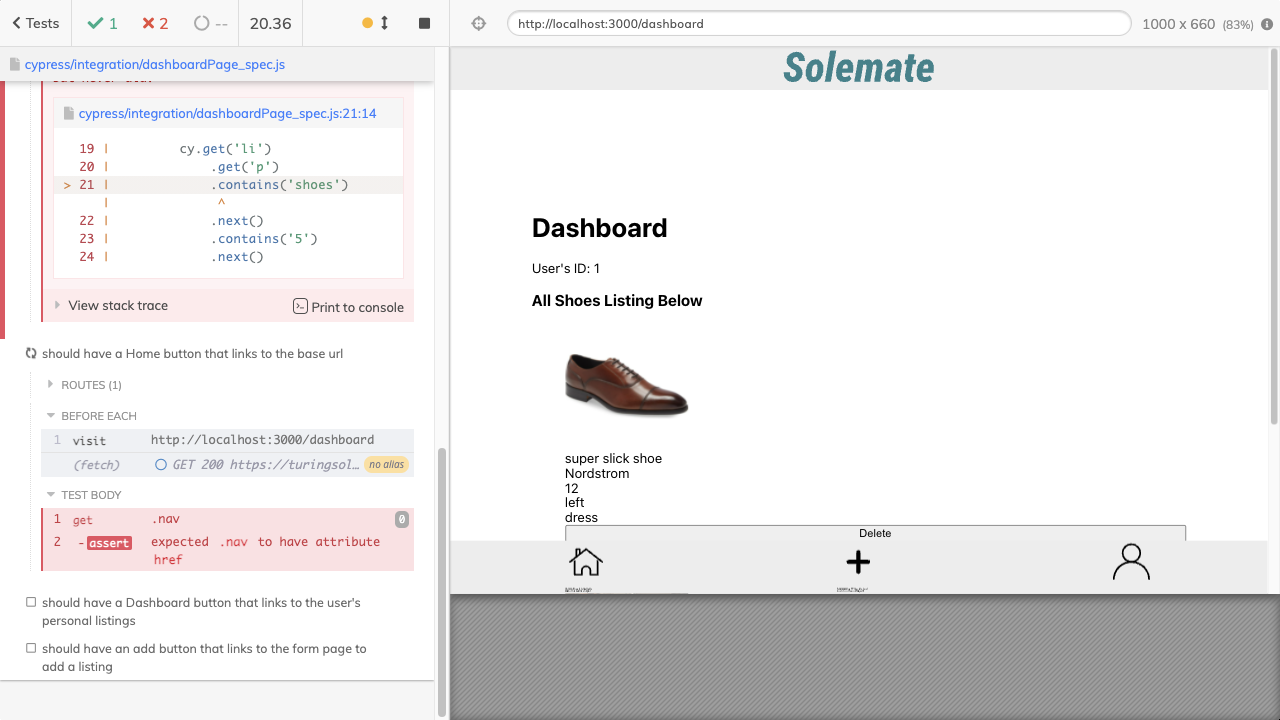 Tests
1
2
--
20.36
http://localhost:3000/dashboard
1000 x 660 (83%)
cypress/integration/dashboardPage_spec.js
cypress/integration/dashboardPage_spec.js:21:14
19 | cy.get('li')
20 | .get('p')
> 21 | .contains('shoes')
| ^
22 | .next()
23 | .contains('5')
24 | .next()
View stack trace
Print to console
should have a Home button that links to the base url
ROUTES (1)
BEFORE EACH
1 visit http://localhost:3000/dashboard
(fetch) GET 200 https://turingsol… no alias
TEST BODY
1 get .nav 0
2 -assert expected .nav to have attribute
href
should have a Dashboard button that links to the user's
personal listings
should have an add button that links to the form page to
add a listing
Solemate
Dashboard
User's ID: 1
All Shoes Listing Below
super slick shoe
Nordstrom
12
left
dress
Delete